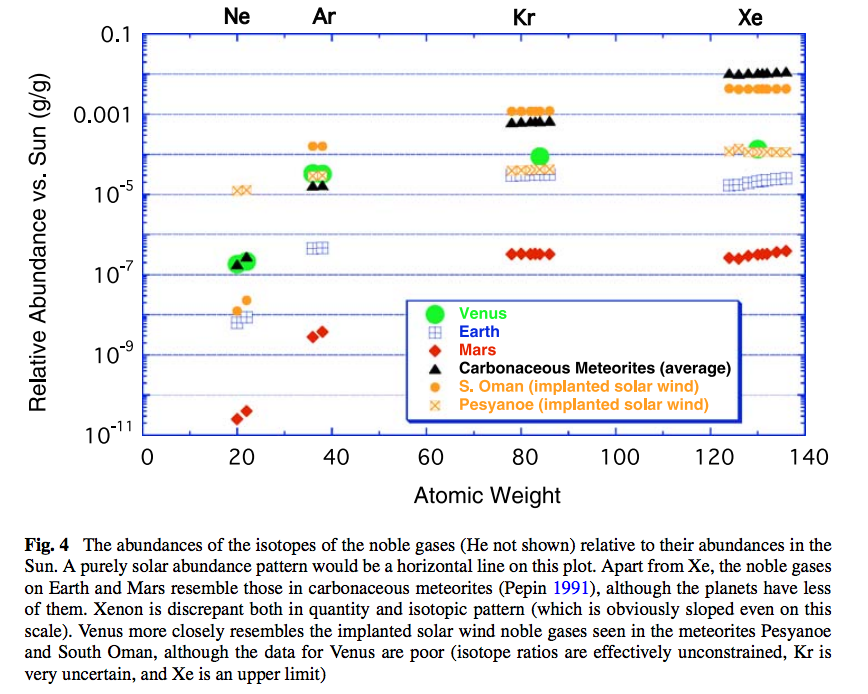 Ne Ar Kr Xe
0.1
0.001
10-5
10-7
10-9
10-11
Relative Abundance vs. Sun (g/g)
Venus
Earth
Mars
Carbonaceous Meteorites (average)
S. Oman (implanted solar wind)
Pesyanoe (implanted solar wind)
0 20 40 60 80 100 120 140
Atomic Weight
Fig. 4 The abundances of the isotopes of the noble gases (He not shown) relative to their abundances in the
Sun. A purely solar abundance pattern would be a horizontal line on this plot. Apart from Xe, the noble gases
on Earth and Mars resemble those in carbonaceous meteorites (Pepin 1991), although the planets have less
of them. Xenon is discrepant both in quantity and isotopic pattern (which is obviously sloped even on this
scale). Venus more closely resembles the implanted solar wind noble gases seen in the meteorites Pesyanoe
and South Oman, although the data for Venus are poor (isotope ratios are effectively unconstrained, Kr is
very uncertain, and Xe is an upper limit)